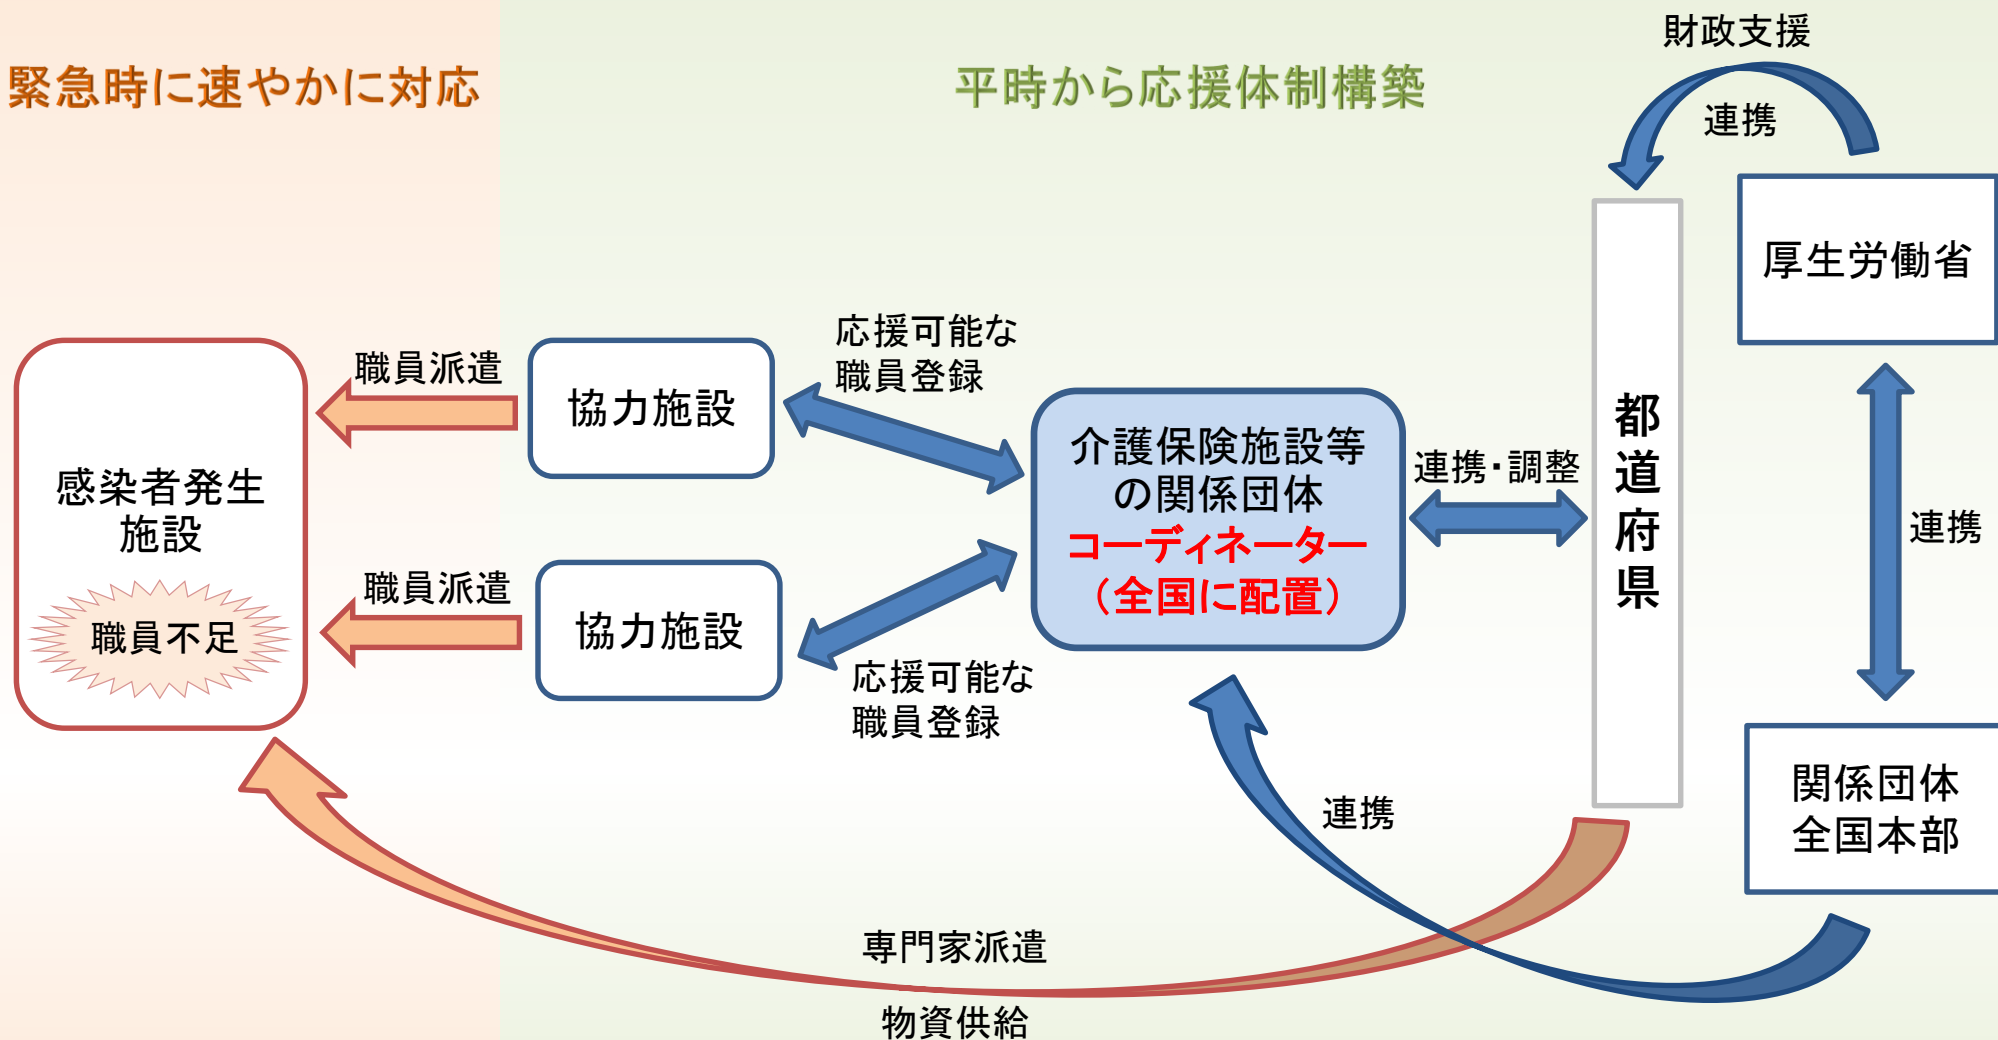 緊急時に速やかに対応
平時から応援体制構築
財政支援
連携
厚生労働省
職員派遣
協力施設
応援可能な
職員登録
感染者発生
施設
職員不足
職員派遣
協力施設
応援可能な
職員登録
介護保険施設等
の関係団体
コーディネーター
（全国に配置）
連携・調整
都道府県
連携
関係団体
全国本部
連携
専門家派遣
物資供給